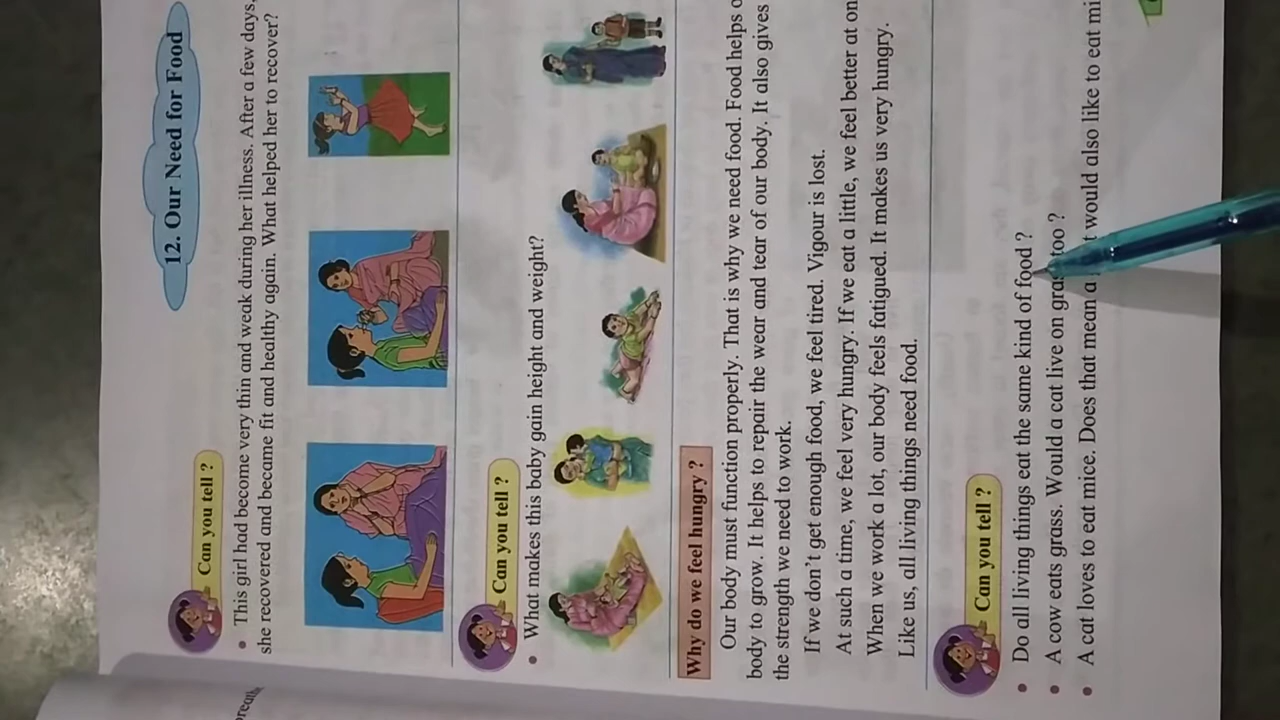 12. Our Need for Food
Can you tell ?
• This girl had become very thin and weak during her illness. After a few days,
she recovered and became fit and healthy again. What helped her to recover?
Can you tell ?
• What makes this baby gain height and weight?
Why do we feel hungry ?
Our body must function properly. That is why we need food. Food helps
body to grow. It helps to repair the wear and tear of our body. It also gives
the strength we need to work.
If we don't get enough food, we feel tired. Vigour is lost.
At such a time, we feel very hungry. If we eat a little, we feel better at on
When we work a lot, our body feels fatigued. It makes us very hungry.
Like us, all living things need food.
Can you tell ?
• Do all living things eat the same kind of food ?
• A cow eats grass. Would a cat live on gra too ?
• A cat loves to eat mice. Does that mean a would also like to eat mi